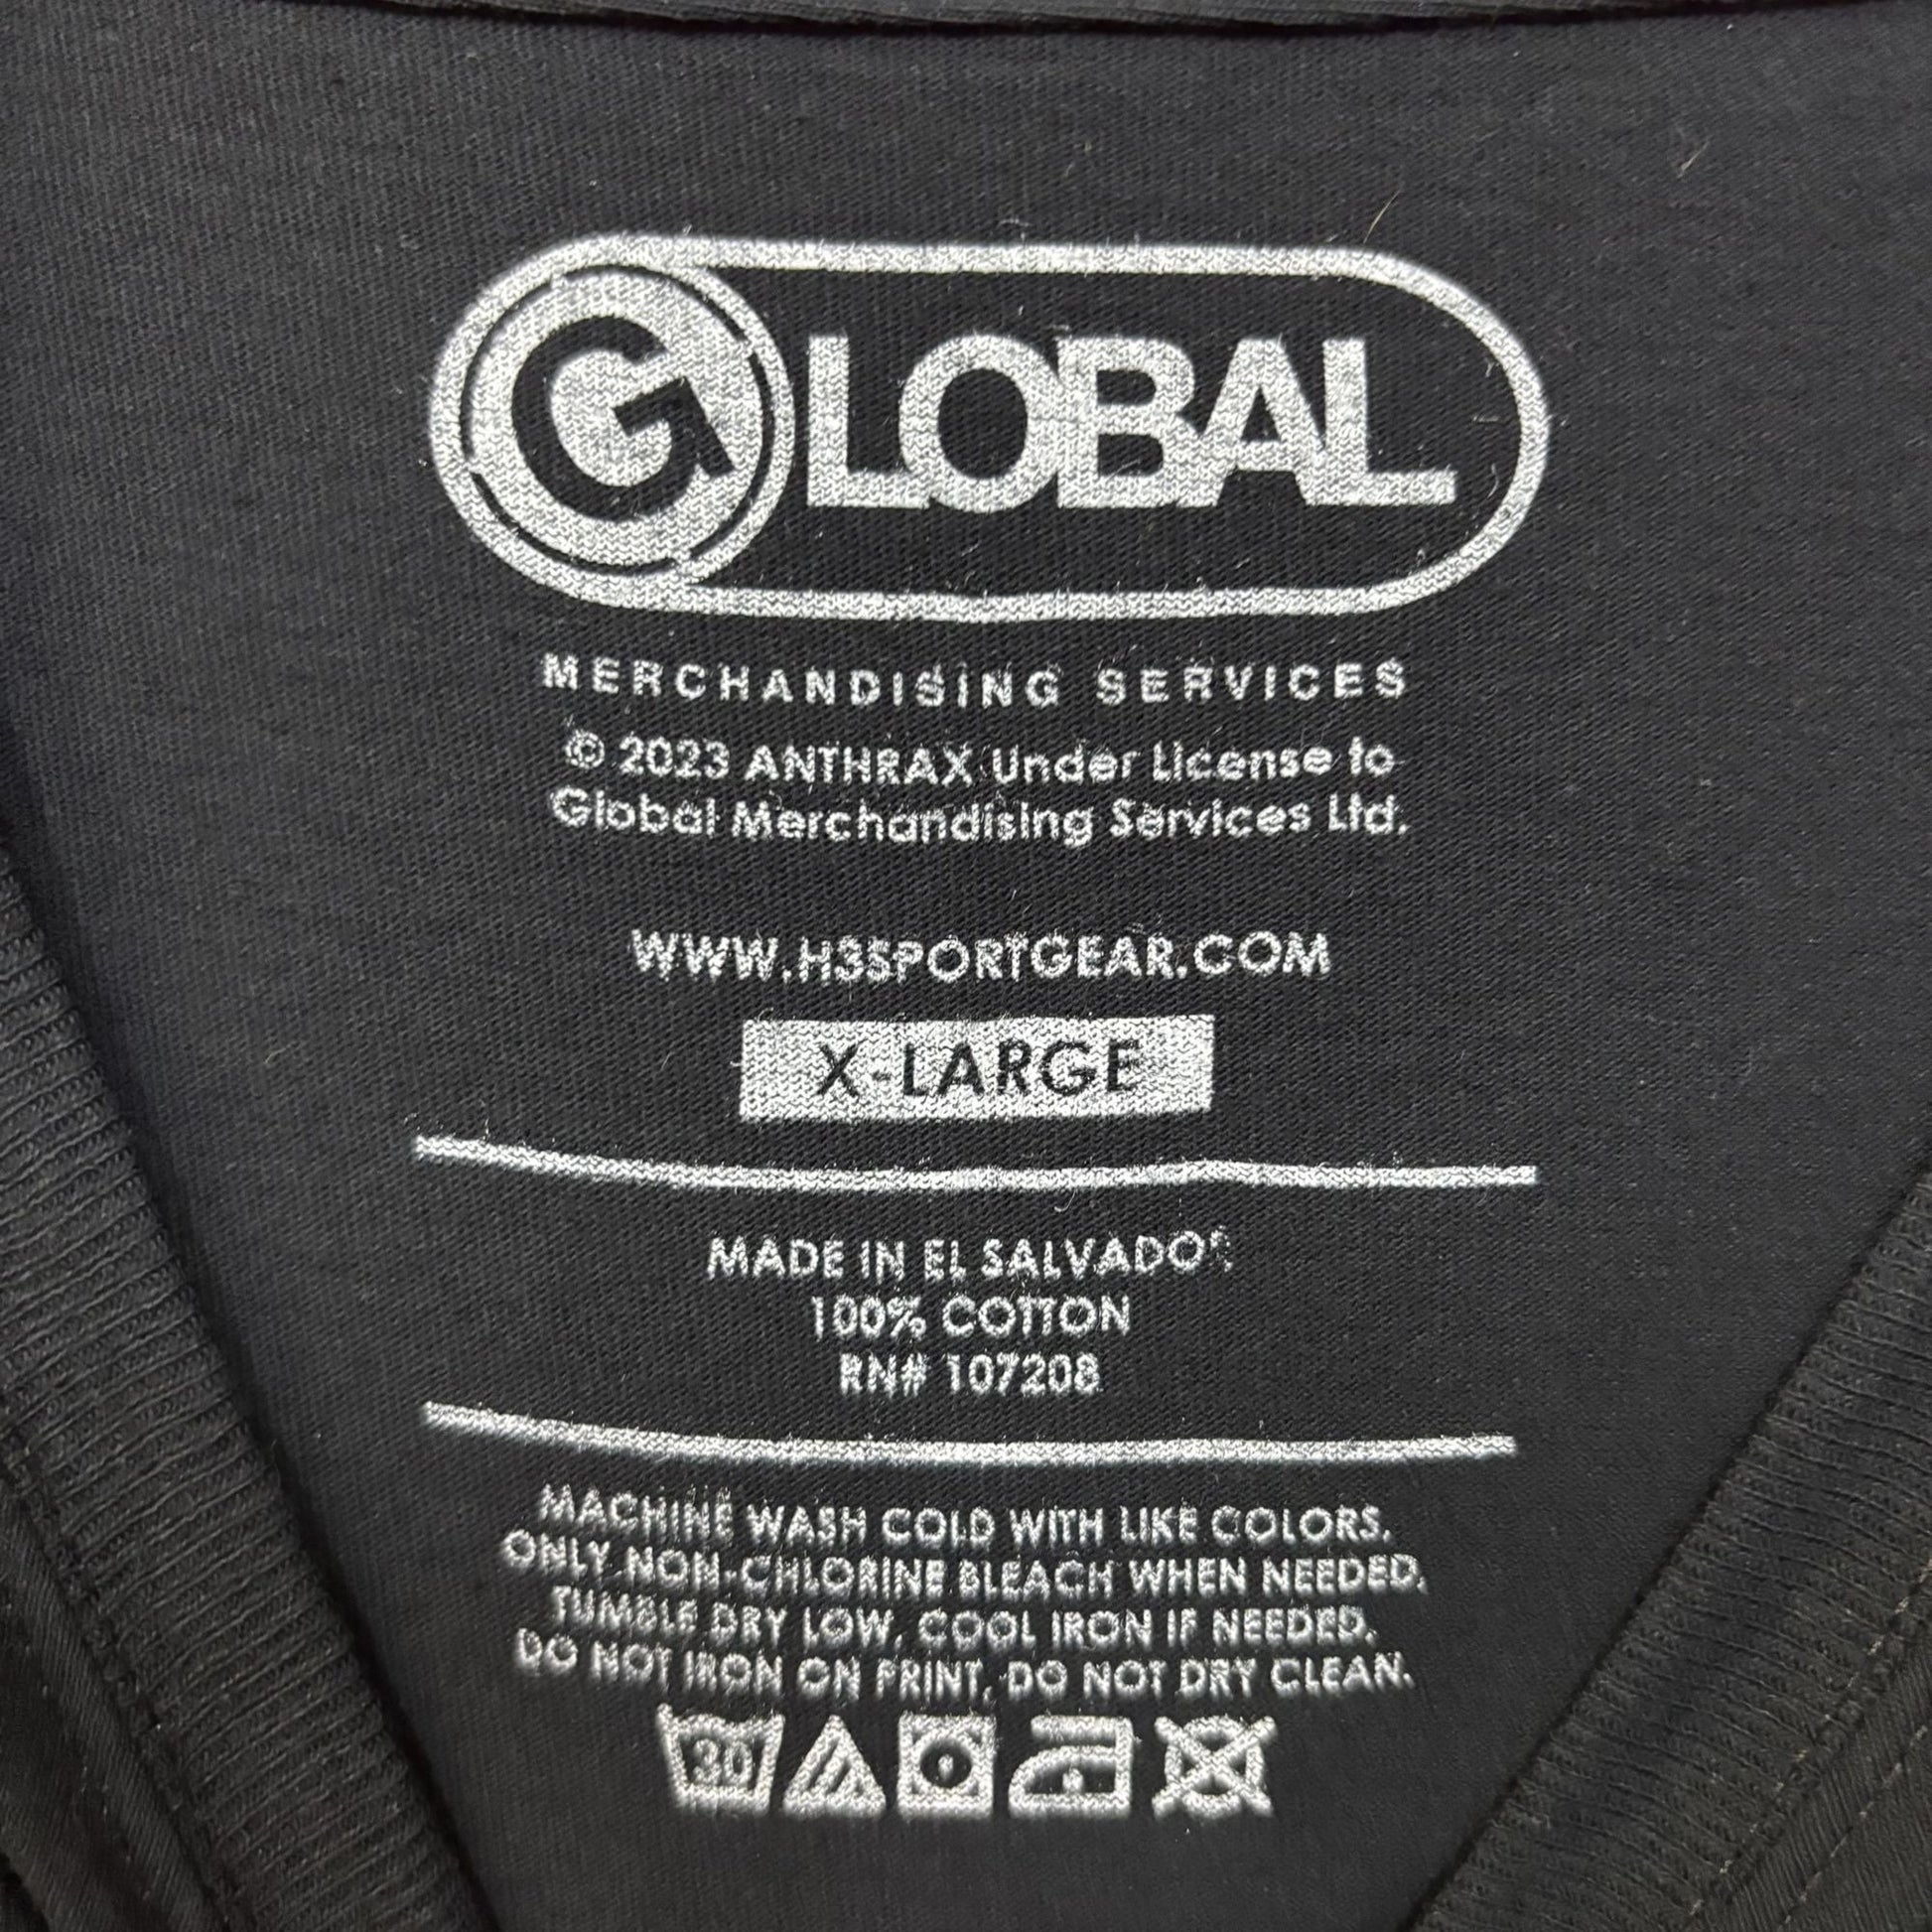 GLOBAL
MERCHANDISING SERVICES
© 2023 ANTHRAX Under License to
Global Merchandising Services Ltd.
WWW.H3SPORTGEAR.COM
X-LARGE
MADE IN EL SALVADOR
100% COTTON
RN# 107208
MACHINE WASH COLD WITH LIKE COLORS.
ONLY NON-CHLORINE BLEACH WHEN NEEDED.
TUMBLE DRY LOW. COOL IRON IF NEEDED.
DO NOT IRON ON PRINT. DO NOT DRY CLEAN.
30